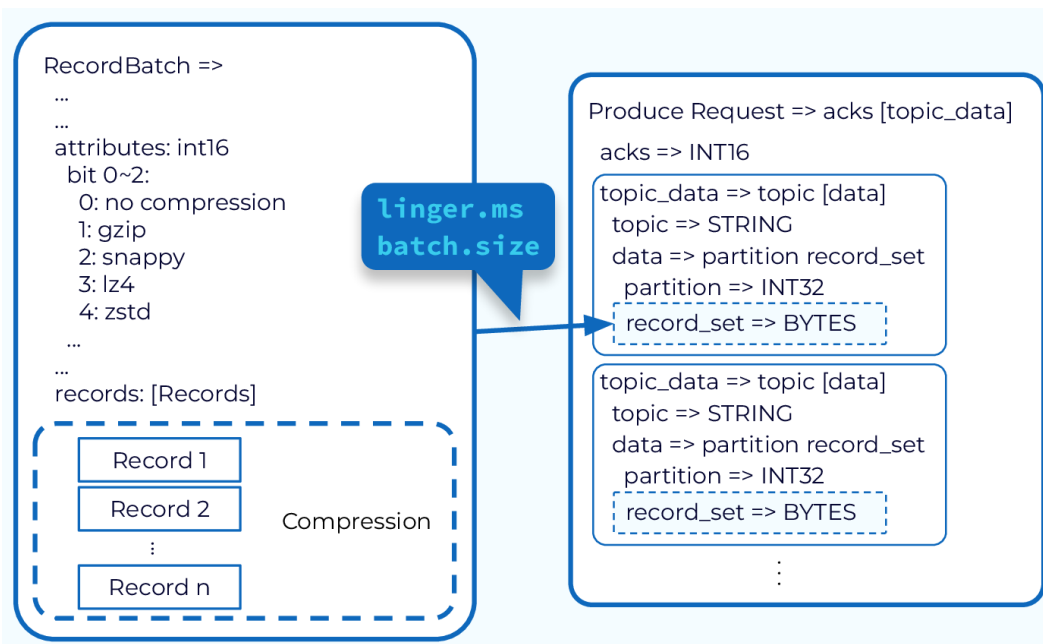 RecordBatch =>
...
...
attributes: int16
bit 0~2:
0: no compression
1: gzip
2: snappy
3: lz4
4: zstd
...
...
records: [Records]
Record 1
Record 2
⋮
Record n
Compression
linger.ms
batch.size
Produce Request => acks [topic_data]
acks => INT16
topic_data => topic [data]
topic => STRING
data => partition record_set
partition => INT32
record_set => BYTES
topic_data => topic [data]
topic => STRING
data => partition record_set
partition => INT32
record_set => BYTES
⋮